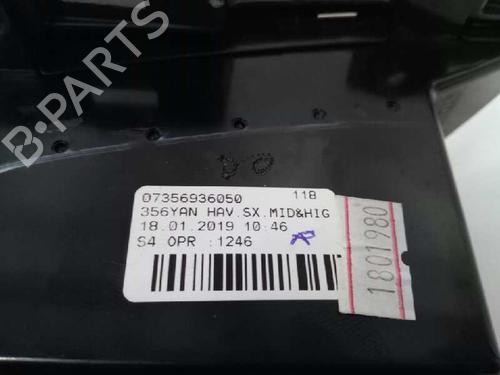 B-PARTS
07356936050 118
356YAN HAV.SX.MID&HIG
18.01.2019 10:46
S4 OPR :1246
1801980